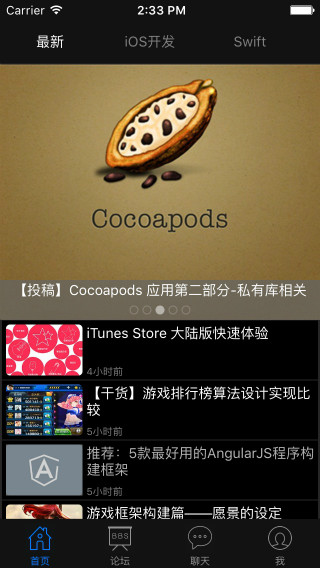 Carrier 2:33 PM
最新 iOS开发 Swift
Cocoapods
【投稿】Cocoapods 应用第二部分-私有库相关
iTunes Store 大陆版快速体验
4小时前
【干货】游戏排行榜算法设计实现比
较
5小时前
推荐：5款最好用的AngularJS程序构
建框架
5小时前
游戏框架构建篇——愿景的设定
BBS
首页 论坛 聊天 我